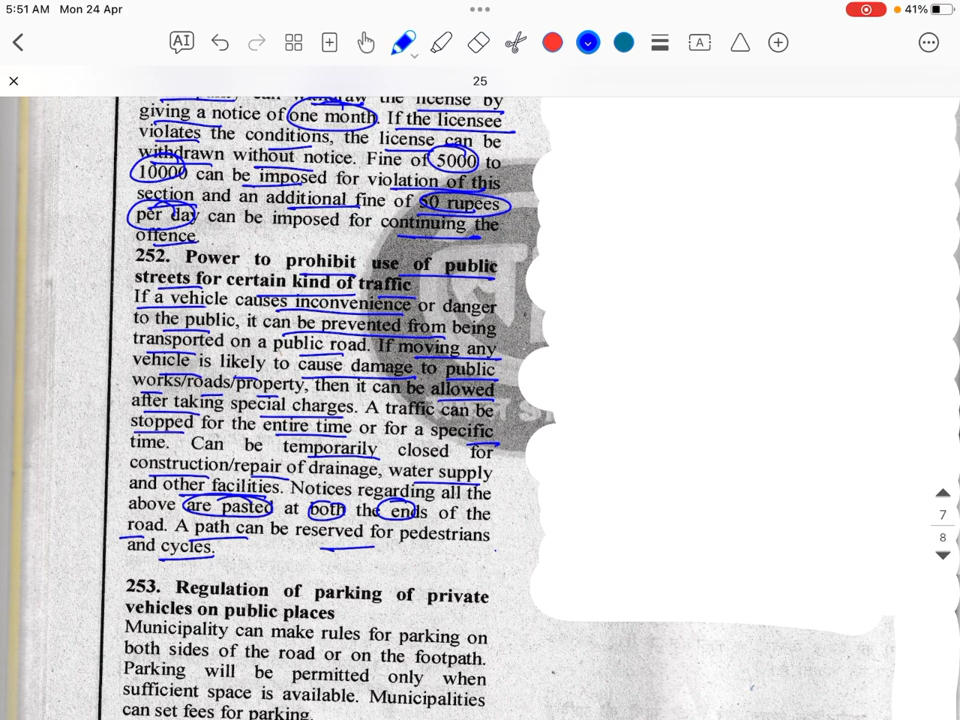 5:51 AM Mon 24 Apr
41%
AI
A
25
the license by
giving a notice of one month. If the licensee
violates the conditions, the license can be
withdrawn without notice. Fine of 5000 to
10000 can be imposed for violation of this
section and an additional fine of 50 rupees
per day can be imposed for continuing the
offence.
252. Power to prohibit use of public
streets for certain kind of traffic
If a vehicle causes inconvenience or danger
to the public, it can be prevented from being
transported on a public road. If moving any
vehicle is likely to cause damage to public
works/roads/property, then it can be allowed
after taking special charges. A traffic can be
stopped for the entire time or for a specific
time. Can be temporarily closed for
construction/repair of drainage, water supply
and other facilities. Notices regarding all the
above are pasted at both the ends of the
road. A path can be reserved for pedestrians
and cycles.
253. Regulation of parking of private
vehicles on public places
Municipality can make rules for parking on
both sides of the road or on the footpath.
Parking will be permitted only when
sufficient space is available. Municipalities
can set fees for parking.
7
8